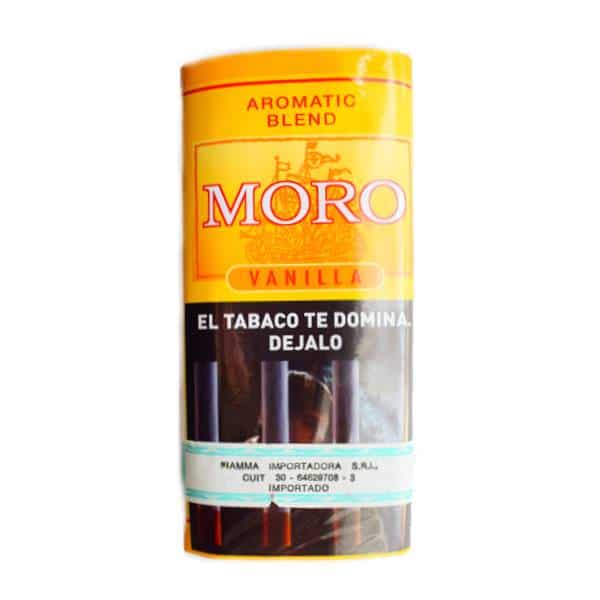 AROMATIC
BLEND
MORO
VANILLA
EL TABACO TE DOMINA.
DEJALO
FIAMMA IMPORTADORA S.R.L.
CUIT 30 - 64629708 - 3
IMPORTADO